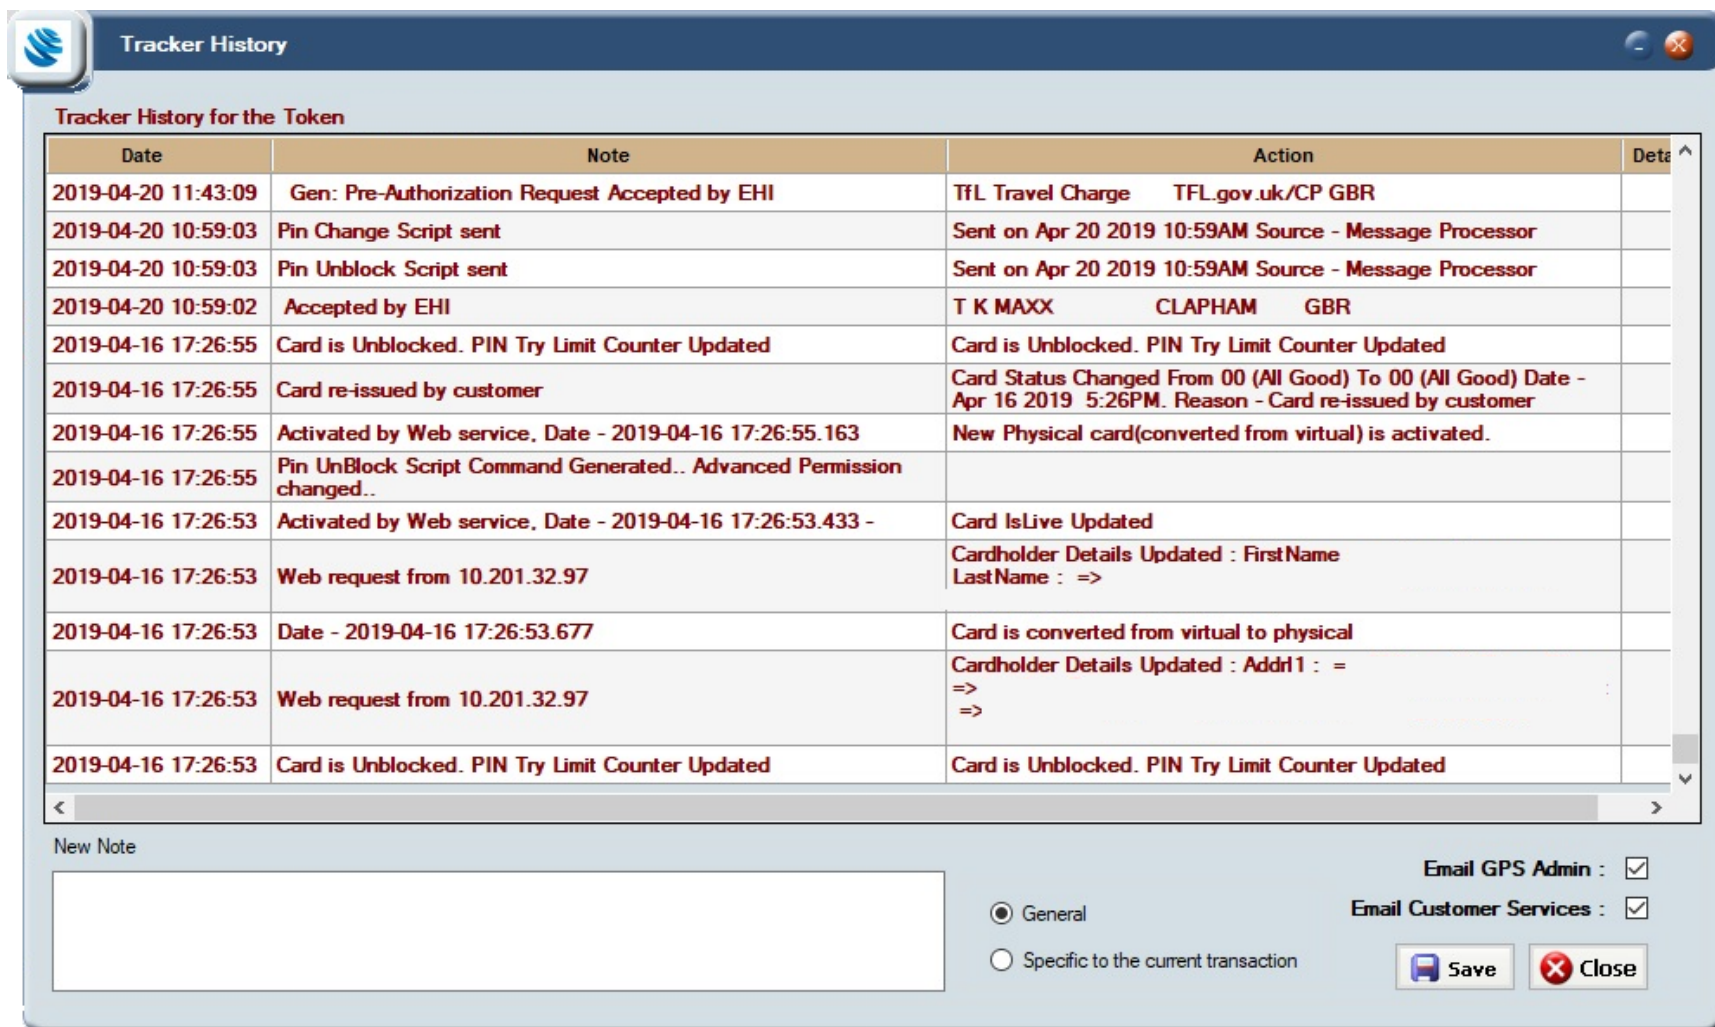 Tracker History
Tracker History for the Token
Date Note Action Deta
2019-04-20 11:43:09 Gen: Pre-Authorization Request Accepted by EHI TfL Travel Charge TFL.gov.uk/CP GBR
2019-04-20 10:59:03 Pin Change Script sent Sent on Apr 20 2019 10:59AM Source - Message Processor
2019-04-20 10:59:03 Pin Unblock Script sent Sent on Apr 20 2019 10:59AM Source - Message Processor
2019-04-20 10:59:02 Accepted by EHI T K MAXX CLAPHAM GBR
2019-04-16 17:26:55 Card is Unblocked. PIN Try Limit Counter Updated Card is Unblocked. PIN Try Limit Counter Updated
2019-04-16 17:26:55 Card re-issued by customer Card Status Changed From 00 (All Good) To 00 (All Good) Date -
Apr 16 2019 5:26PM. Reason - Card re-issued by customer
2019-04-16 17:26:55 Activated by Web service, Date - 2019-04-16 17:26:55.163 New Physical card(converted from virtual) is activated.
2019-04-16 17:26:55 Pin UnBlock Script Command Generated.. Advanced Permission
changed..
2019-04-16 17:26:53 Activated by Web service, Date - 2019-04-16 17:26:53.433 - Card IsLive Updated
2019-04-16 17:26:53 Web request from 10.201.32.97 Cardholder Details Updated : FirstName
LastName : =>
2019-04-16 17:26:53 Date - 2019-04-16 17:26:53.677 Card is converted from virtual to physical
2019-04-16 17:26:53 Web request from 10.201.32.97 Cardholder Details Updated : Addrl1 : =
=> :
=>
2019-04-16 17:26:53 Card is Unblocked. PIN Try Limit Counter Updated Card is Unblocked. PIN Try Limit Counter Updated
New Note
Email GPS Admin :
General Email Customer Services :
Specific to the current transaction Save Close